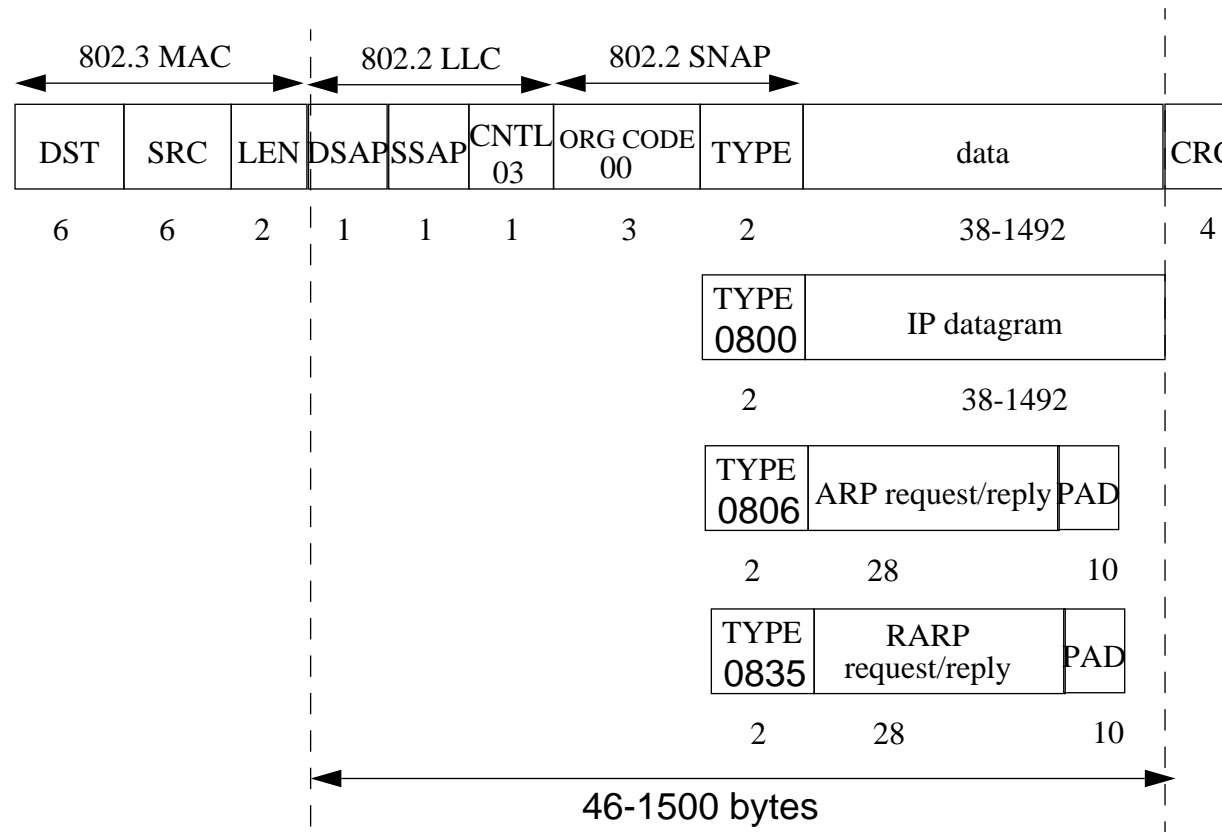 802.3 MAC 802.2 LLC 802.2 SNAP
DST SRC LEN DSAP SSAP CNTL 03 ORG CODE 00 TYPE data
6 6 2 1 1 1 3 2 38-1492 4
TYPE 0800 IP datagram
2 38-1492
TYPE 0806 ARP request/reply PAD
2 28 10
TYPE 0835 RARP request/reply PAD
2 28 10
46-1500 bytes